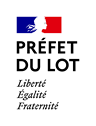 PRÉFET
DU LOT
Liberté
Égalité
Fraternité